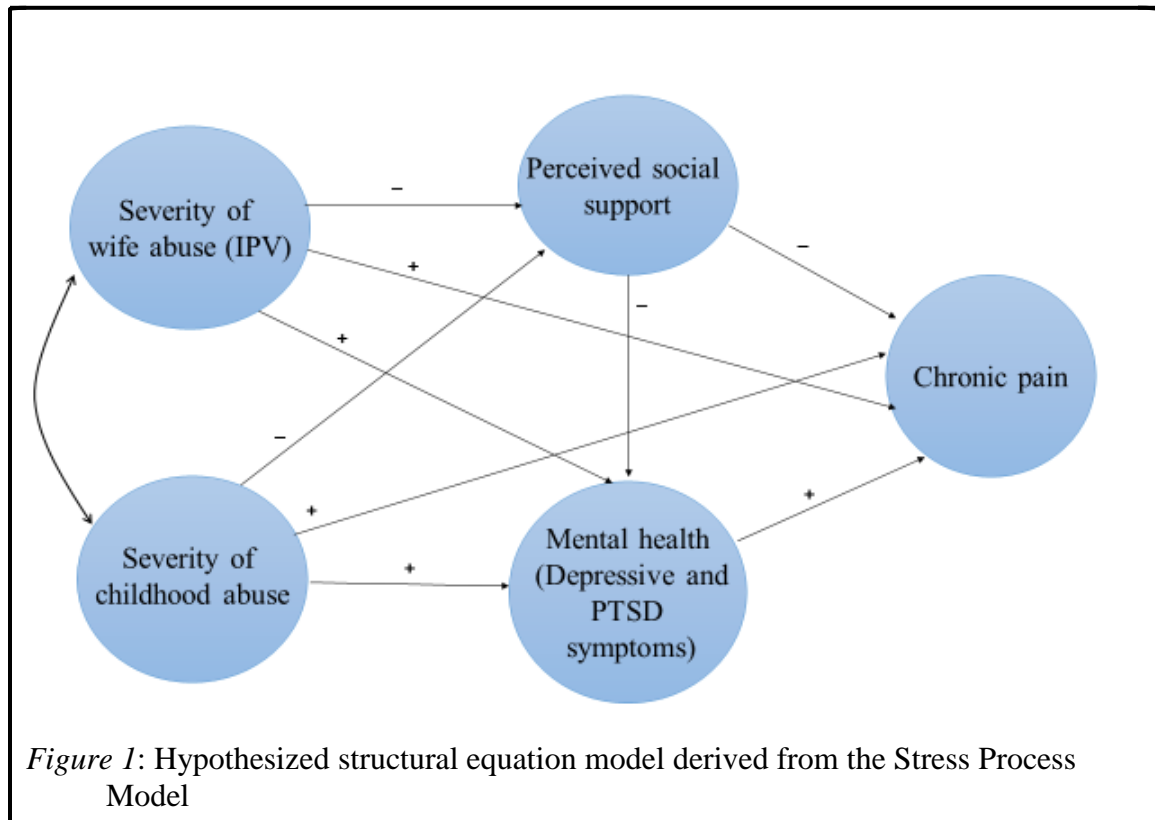 Severity of
wife abuse (IPV)
Perceived social
support
Chronic pain
Severity of
childhood abuse
Mental health
(Depressive and
PTSD
symptoms)
−
+
−
+
−
−
+
+
+
Figure 1: Hypothesized structural equation model derived from the Stress Process
Model